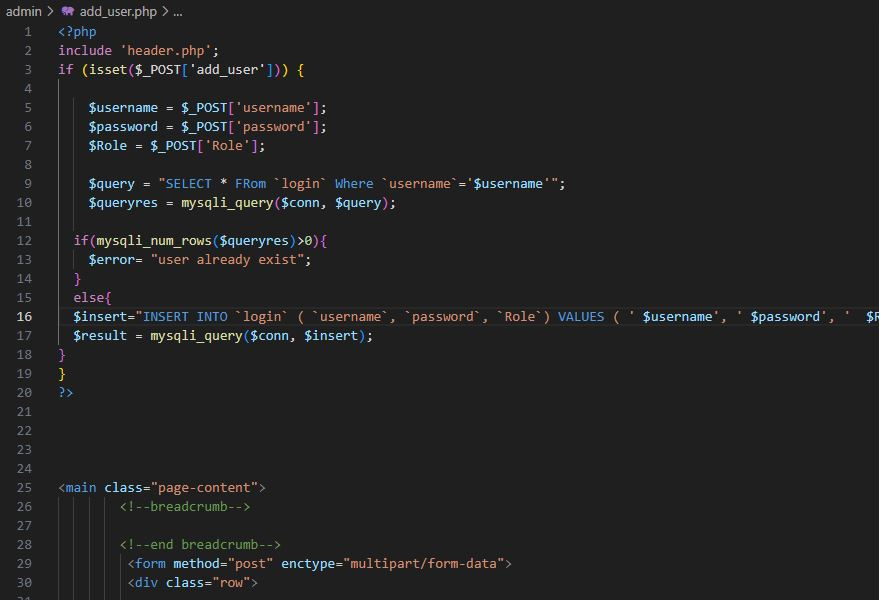 admin > add_user.php > ...
1 <?php
2 include 'header.php';
3 if (isset($_POST['add_user'])) {
4
5 $username = $_POST['username'];
6 $password = $_POST['password'];
7 $Role = $_POST['Role'];
8
9 $query = "SELECT * FRom `login` Where `username`='$username'";
10 $queryres = mysqli_query($conn, $query);
11
12 if(mysqli_num_rows($queryres)>0){
13 $error= "user already exist";
14 }
15 else{
16 $insert="INSERT INTO `login` ( `username`, `password`, `Role`) VALUES ( ' $username', ' $password', '  $R
17 $result = mysqli_query($conn, $insert);
18 }
19 }
20 ?>
21
22
23
24
25 <main class="page-content">
26 <!--breadcrumb-->
27
28 <!--end breadcrumb-->
29 <form method="post" enctype="multipart/form-data">
30 <div class="row">